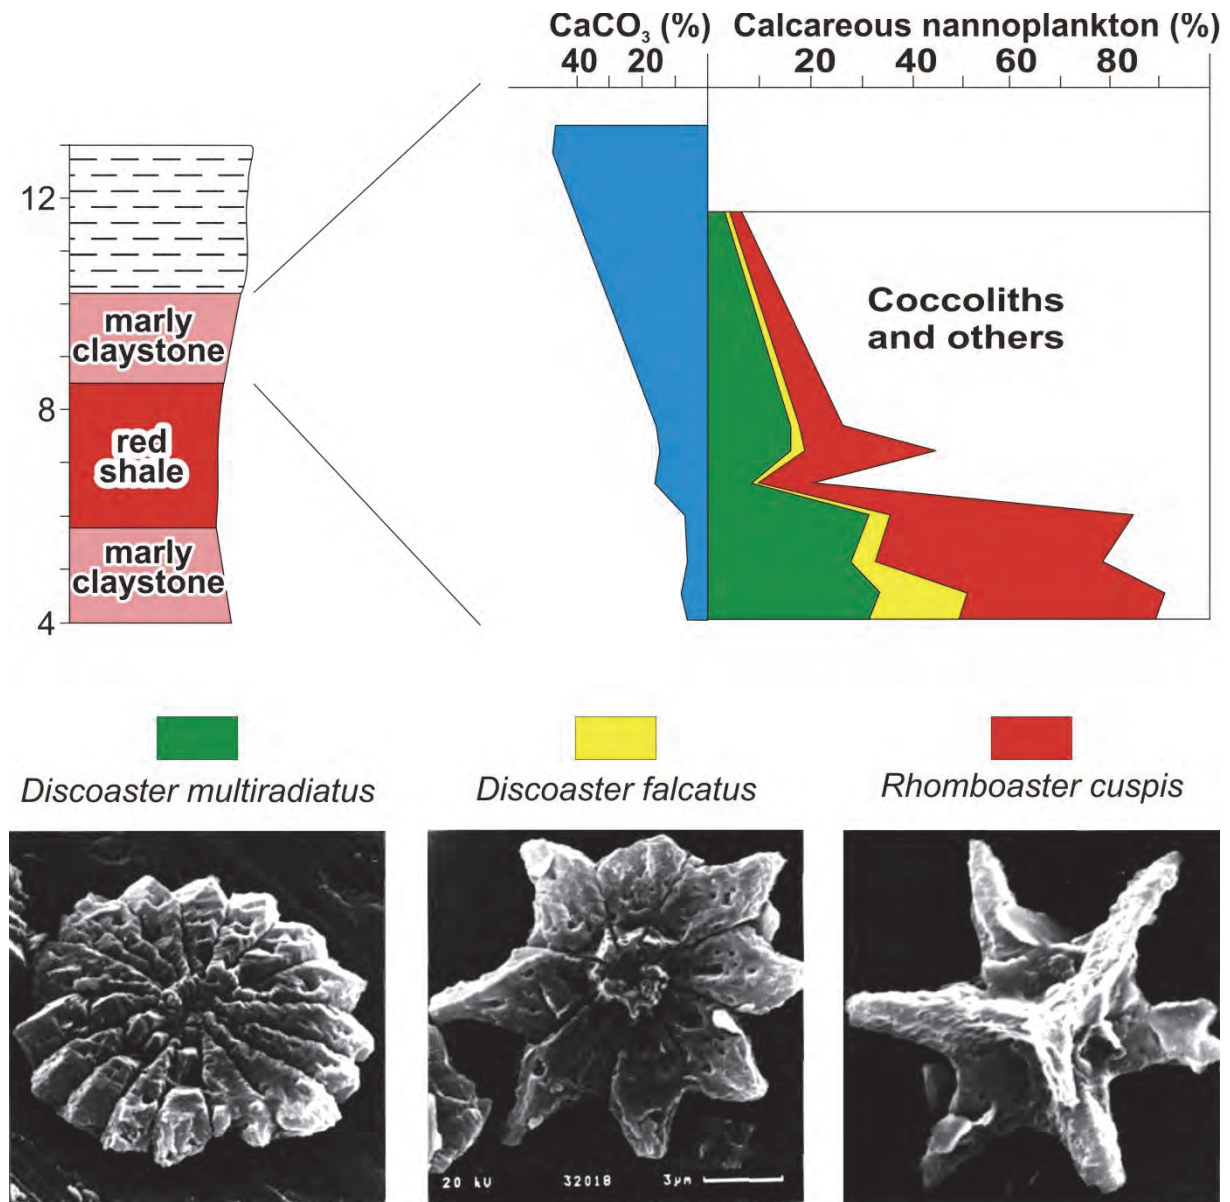 CaCO₃ (%) Calcareous nannoplankton (%)
40 20 20 40 60 80
12
marly
claystone
Coccoliths
and others
8
red
shale
marly
claystone
4
Discoaster multiradiatus Discoaster falcatus Rhomboaster cuspis
20 kU 32018 3µm